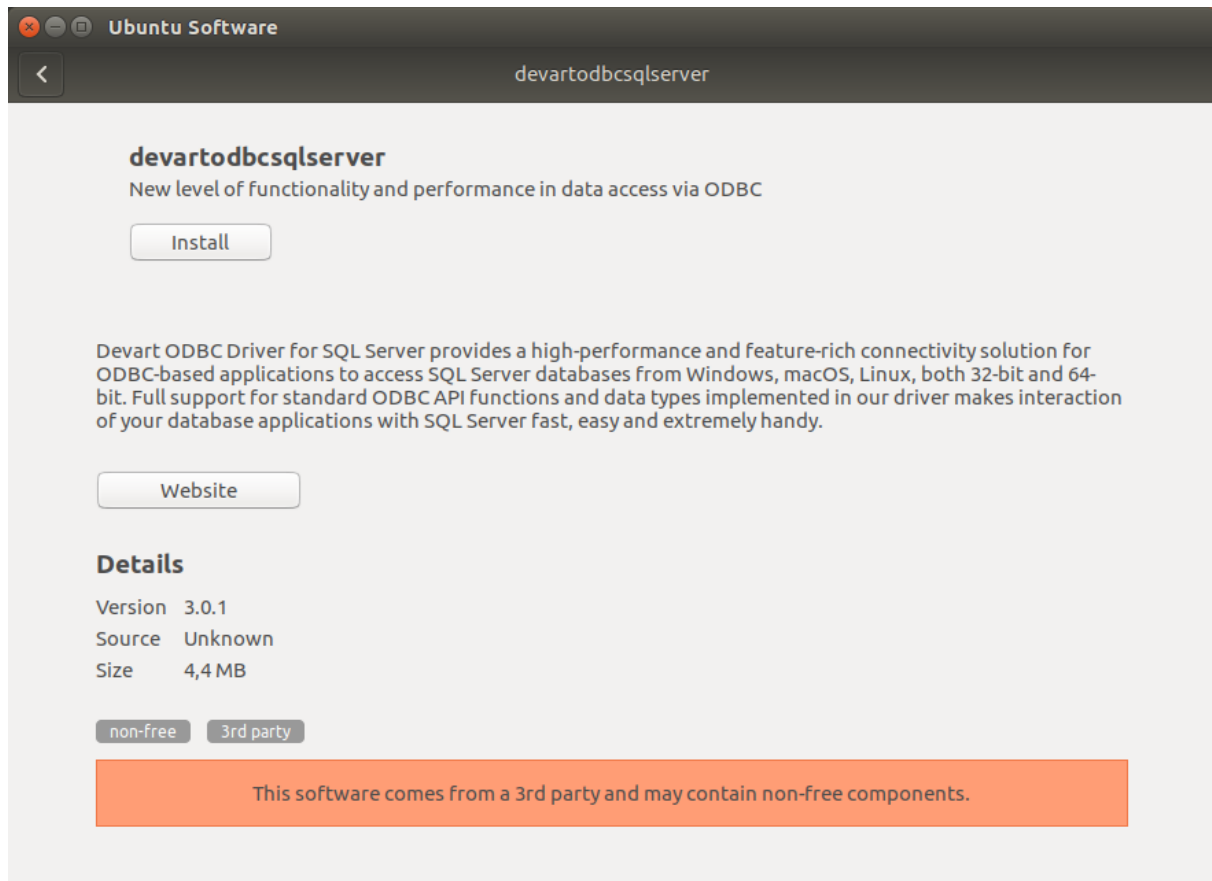 Ubuntu Software
devartodbcsqlserver
devartodbcsqlserver
New level of functionality and performance in data access via ODBC
Install
Devart ODBC Driver for SQL Server provides a high-performance and feature-rich connectivity solution for
ODBC-based applications to access SQL Server databases from Windows, macOS, Linux, both 32-bit and 64-
bit. Full support for standard ODBC API functions and data types implemented in our driver makes interaction
of your database applications with SQL Server fast, easy and extremely handy.
Website
Details
Version 3.0.1
Source Unknown
Size 4,4 MB
non-free 3rd party
This software comes from a 3rd party and may contain non-free components.